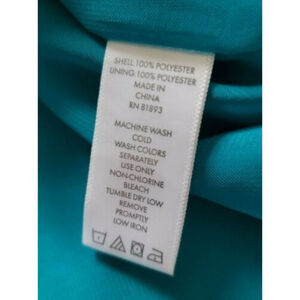 SHELL:100% POLYESTER
LINING:100% POLYESTER
MADE IN
CHINA
RN 81893
MACHINE WASH
COLD
WASH COLORS
SEPARATELY
USE ONLY
NON-CHLORINE
BLEACH
TUMBLE DRY LOW
REMOVE
PROMPTLY
LOW IRON